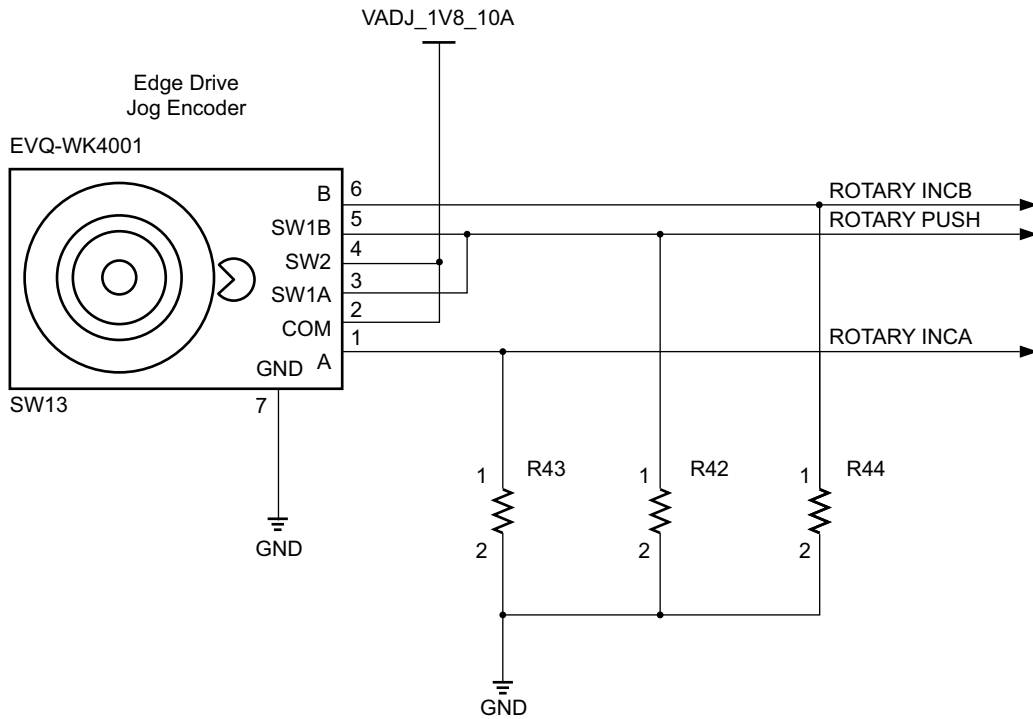 VADJ_1V8_10A
Edge Drive
Jog Encoder
EVQ-WK4001
B
6
ROTARY INCB
SW1B
5
ROTARY PUSH
SW2
4
SW1A
3
COM
2
A
1
ROTARY INCA
GND
SW13
7
GND
1
R43
2
1
R42
2
1
R44
2
GND